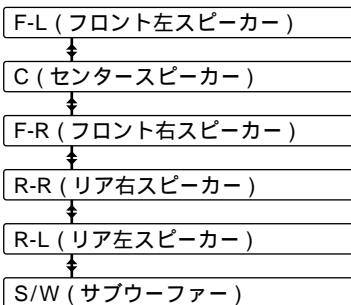 F-L ( フロント左スピーカー )
C ( センタースピーカー )
F-R ( フロント右スピーカー )
R-R ( リア右スピーカー )
R-L ( リア左スピーカー )
S/W ( サブウーファー )